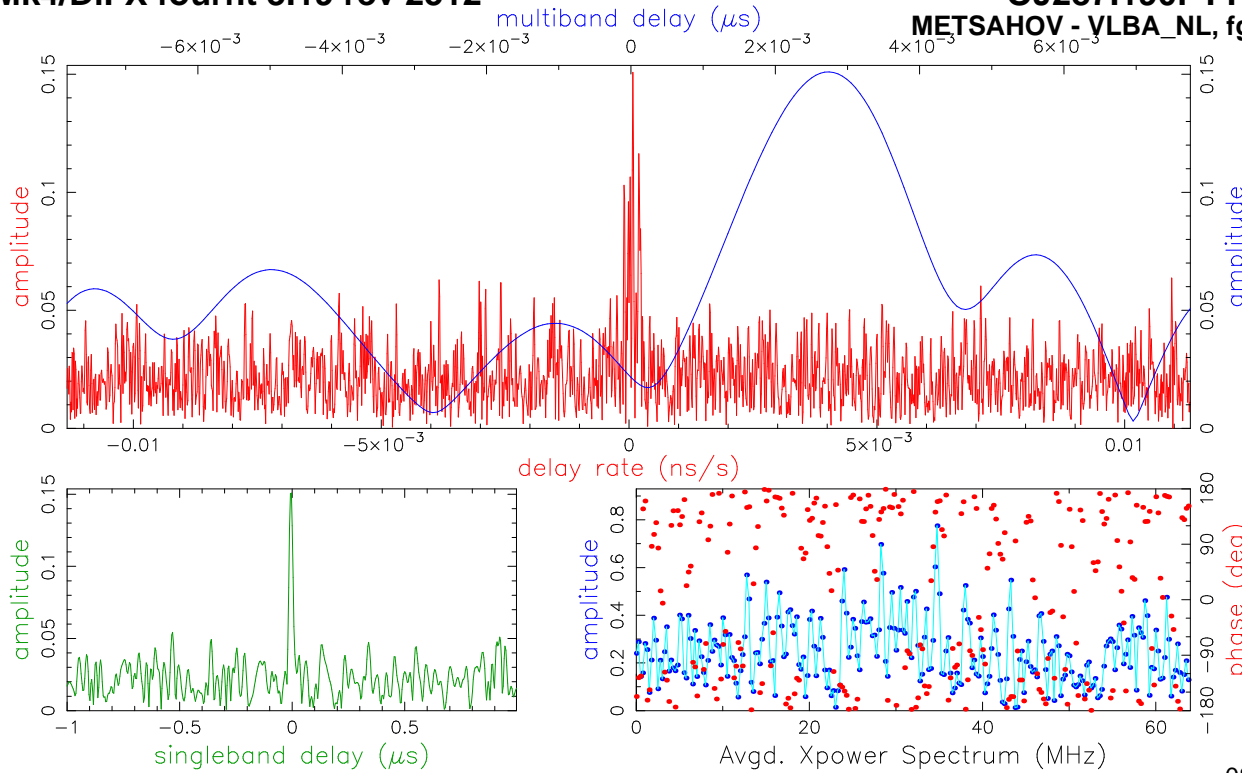 multiband delay (μs)
METSAHOV - VLBA_NL, fg
−6×10⁻³ −4×10⁻³ −2×10⁻³ 0 2×10⁻³ 4×10⁻³ 6×10⁻³
amplitude
0 0.05 0.1 0.15
amplitude
0 0.05 0.1 0.15
−0.01 −5×10⁻³ 0 5×10⁻³ 0.01
delay rate (ns/s)
amplitude
0 0.05 0.1 0.15
−1 −0.5 0 0.5
singleband delay (μs)
amplitude
0 0.2 0.4 0.6 0.8
phase (deg)
−180 −90 0 90 180
0 20 40 60
Avgd. Xpower Spectrum (MHz)